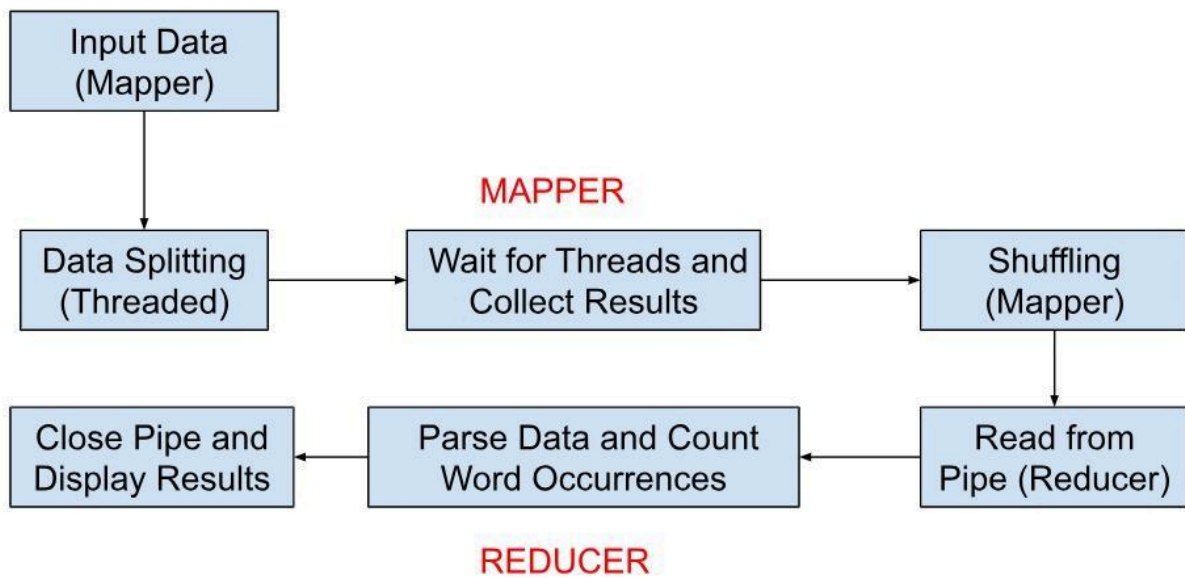 Input Data
(Mapper)
MAPPER
Data Splitting
(Threaded)
Wait for Threads and
Collect Results
Shuffling
(Mapper)
Read from
Pipe (Reducer)
Parse Data and Count
Word Occurrences
Close Pipe and
Display Results
REDUCER